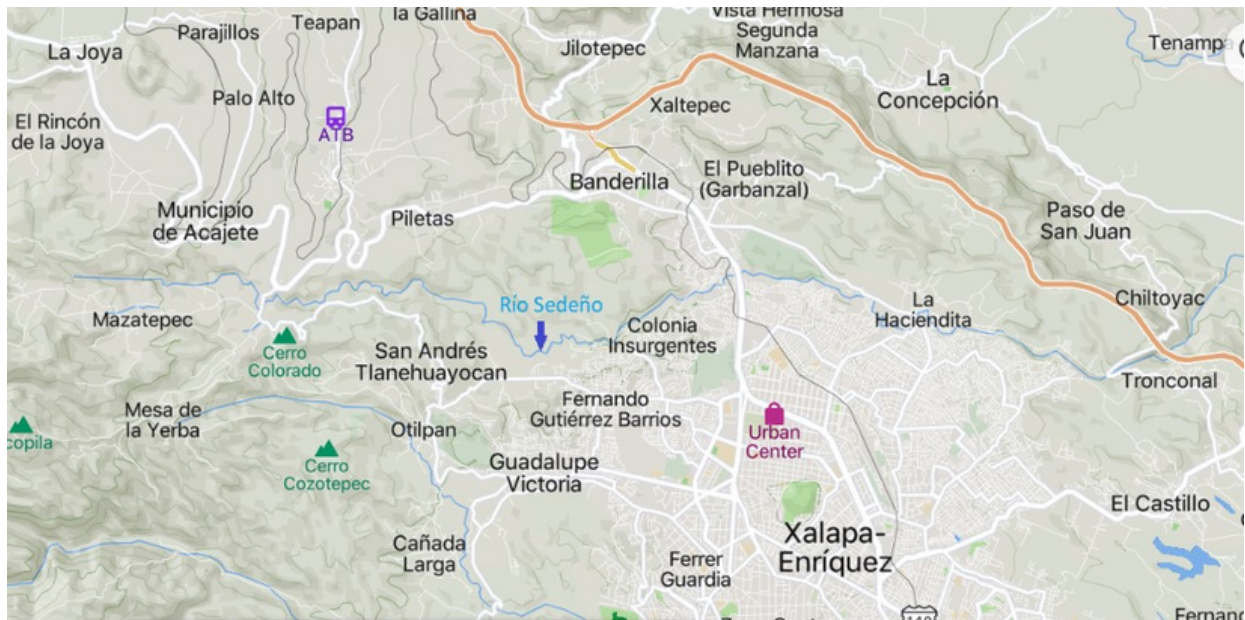 la Gallina
Teapan
Parajillos
La Joya
Jilotepec
Vista Hermosa
Segunda
Manzana
Tenampa
La
Concepción
Palo Alto
Xaltepec
El Rincón
de la Joya
ATB
Banderilla
El Pueblito
(Garbanzal)
Municipio
de Acajete
Piletas
Paso de
San Juan
Mazatepec
Río Sedeño
Chiltoyac
La
Haciendita
Colonia
Insurgentes
Cerro
Colorado
San Andrés
Tlanehuayocan
Tronconal
Mesa de
la Yerba
Fernando
Gutiérrez Barrios
copila
Otilpan
Urban
Center
Cerro
Cozotepec
Guadalupe
Victoria
El Castillo
Xalapa-
Enríquez
Cañada
Larga
Ferrer
Guardia
140